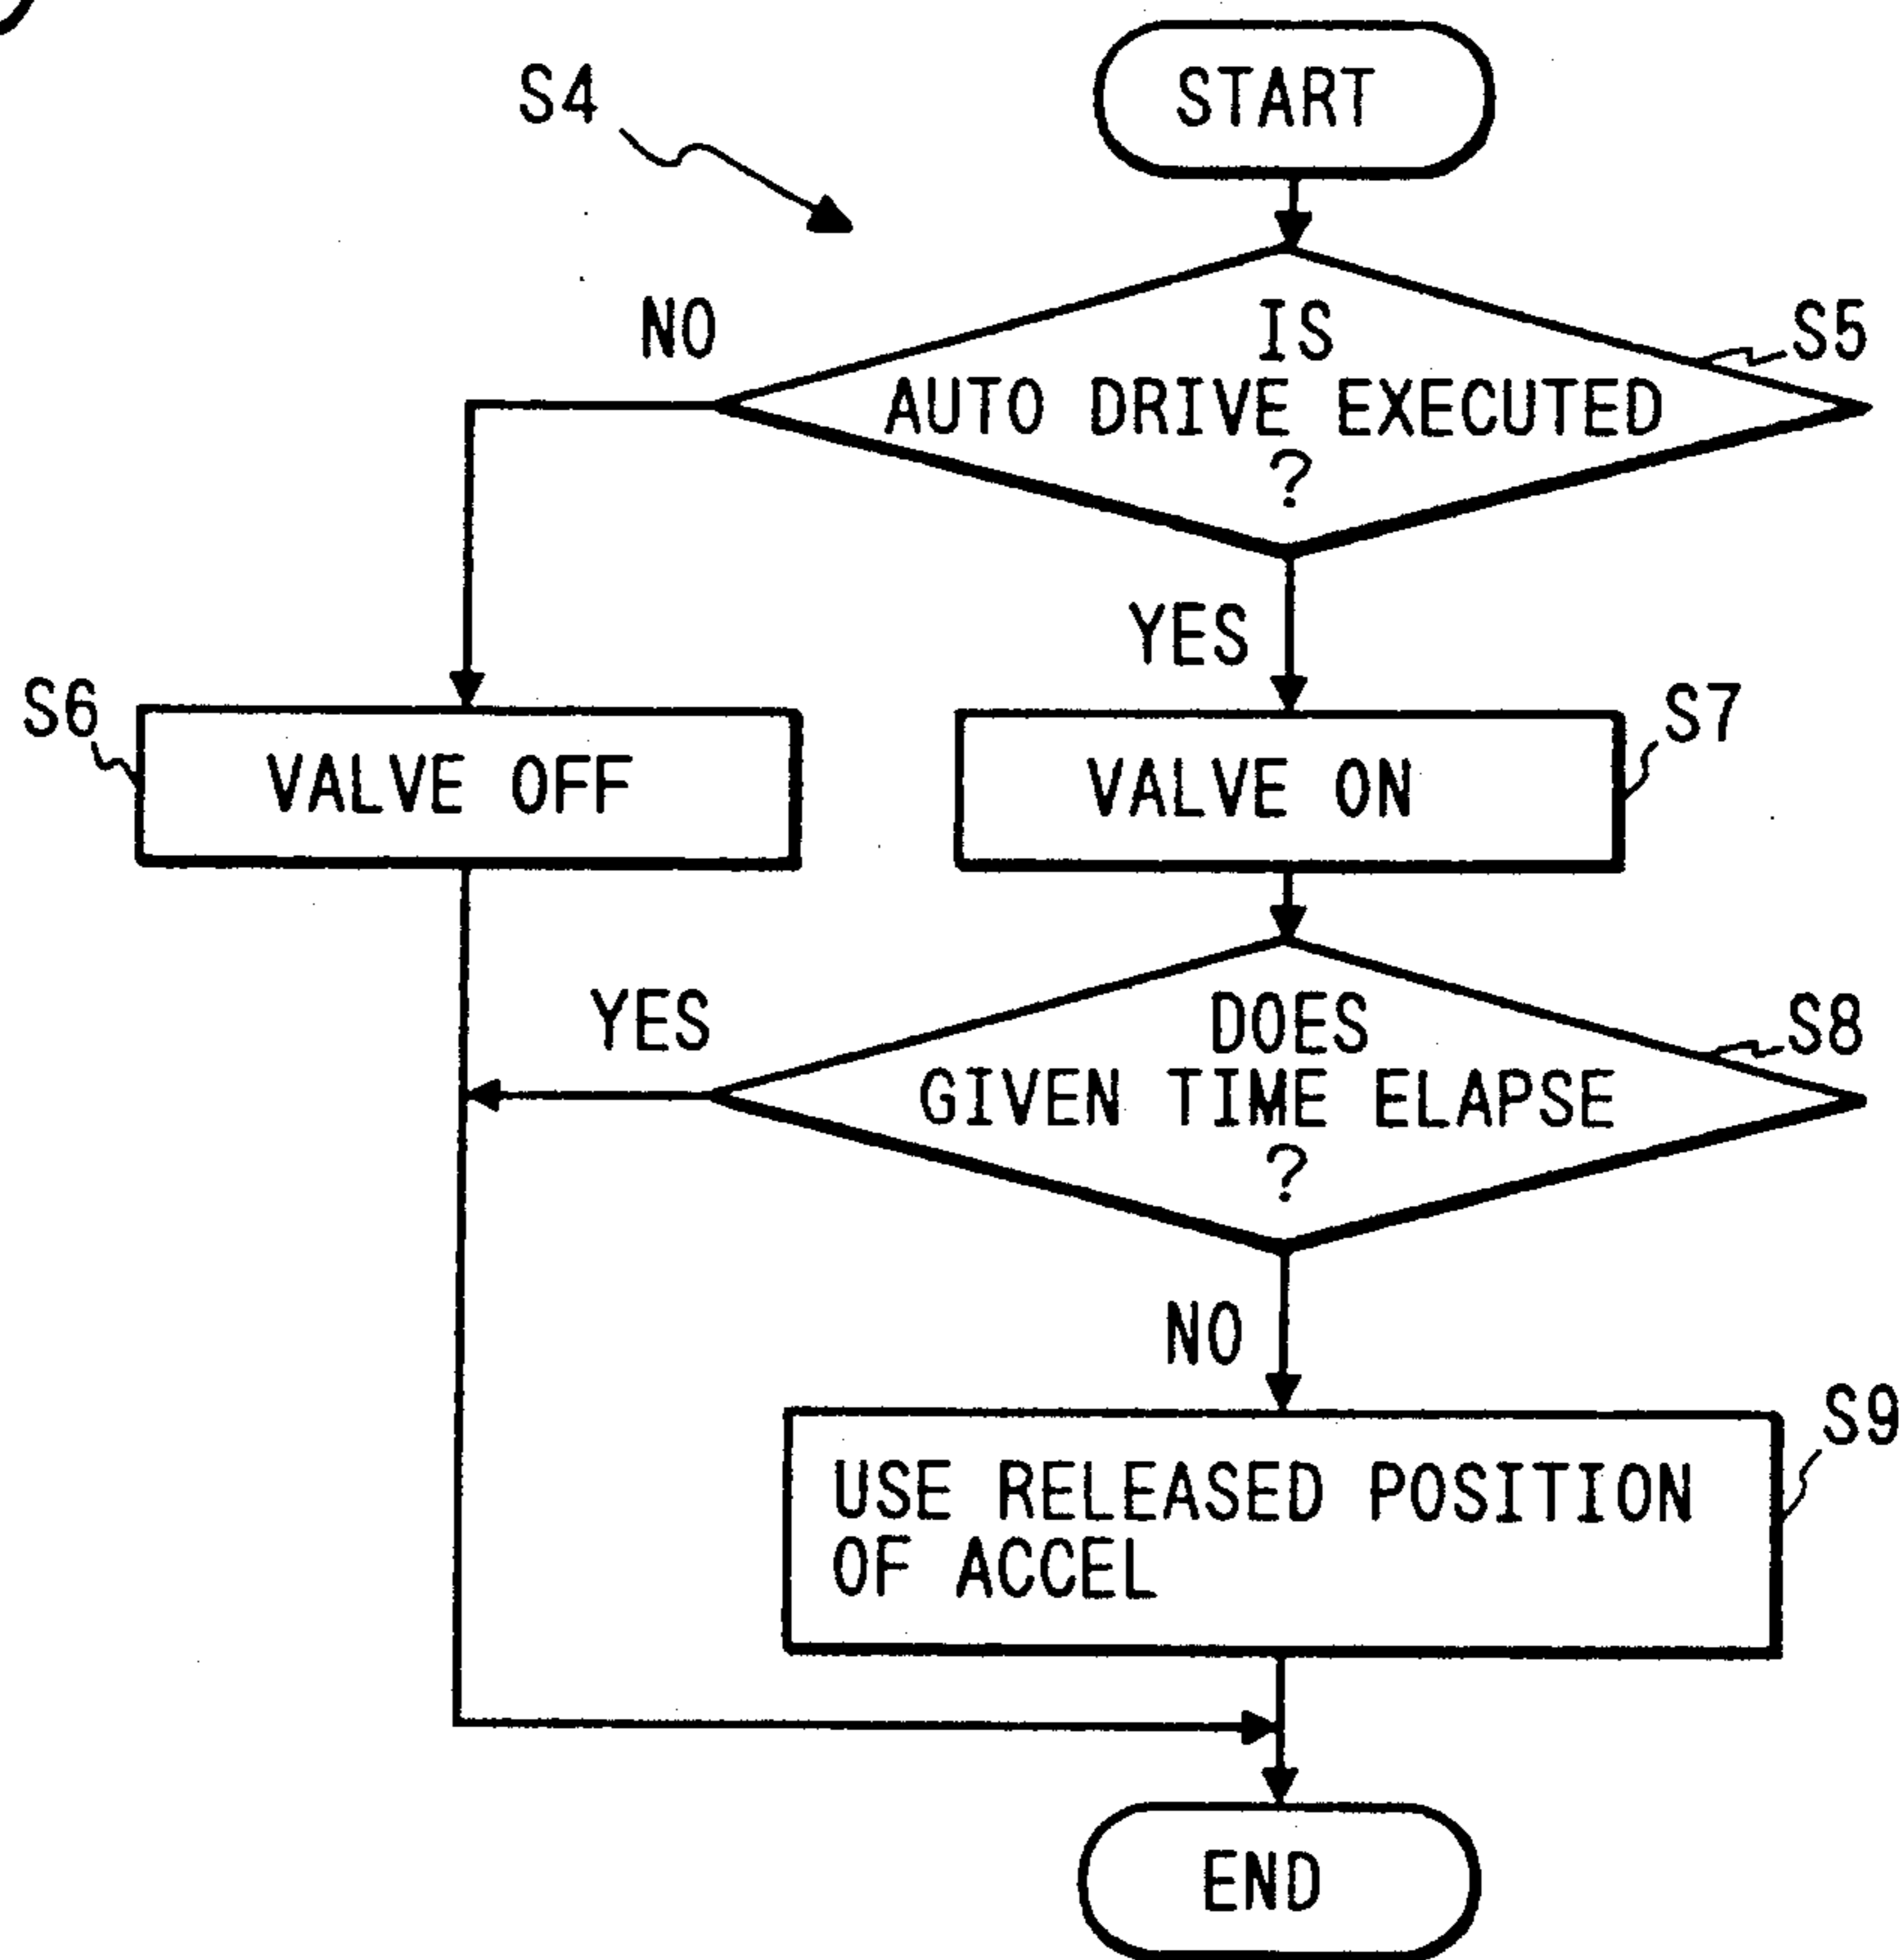 S4
START
NO
IS
AUTO DRIVE EXECUTED
?
S5
YES
S6
VALVE OFF
VALVE ON
S7
YES
DOES
GIVEN TIME ELAPSE
?
S8
NO
USE RELEASED POSITION
OF ACCEL
S9
END